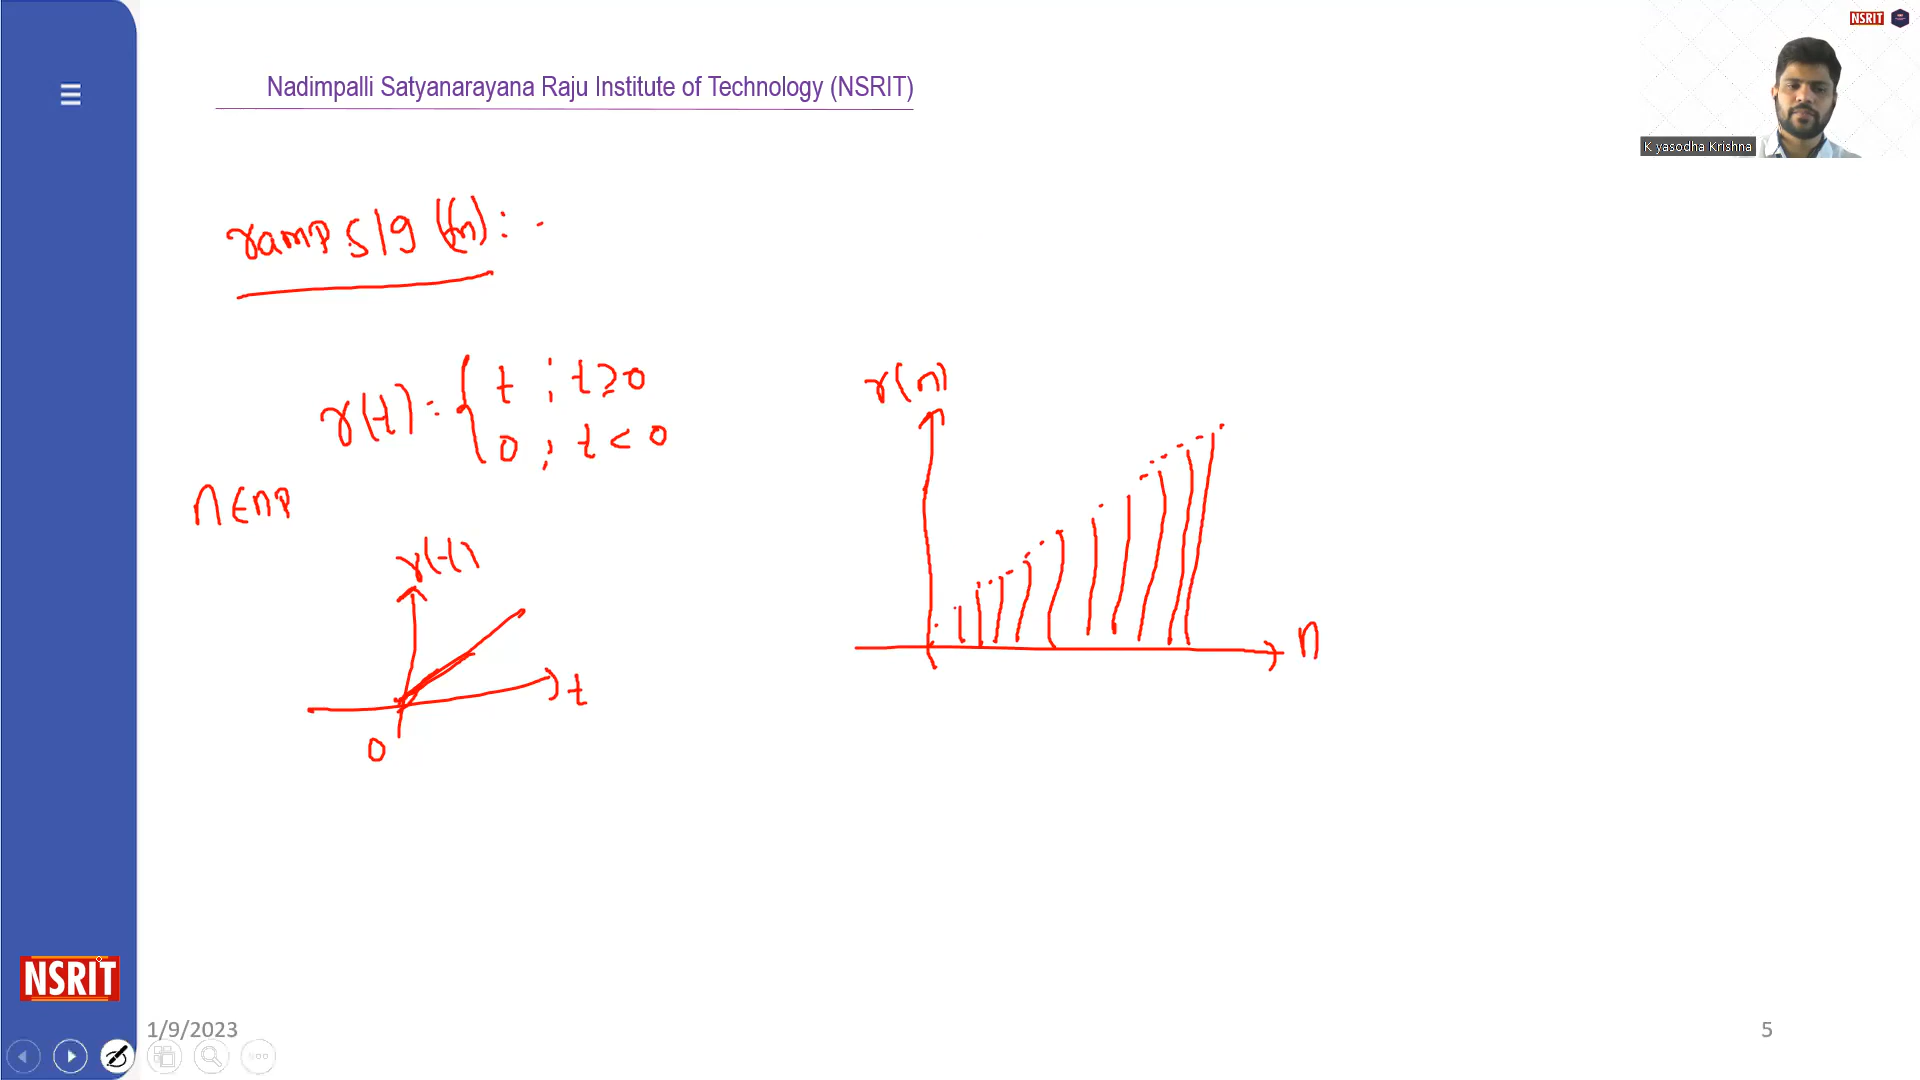 NSRIT
Nadimpalli Satyanarayana Raju Institute of Technology (NSRIT)
K yasodha Krishna
ramp sig (fn): -
r(t) = { t ; t ≥ 0
0 ; t < 0
r(n)
r(t)
t
0
n
NSRIT
1/9/2023
5